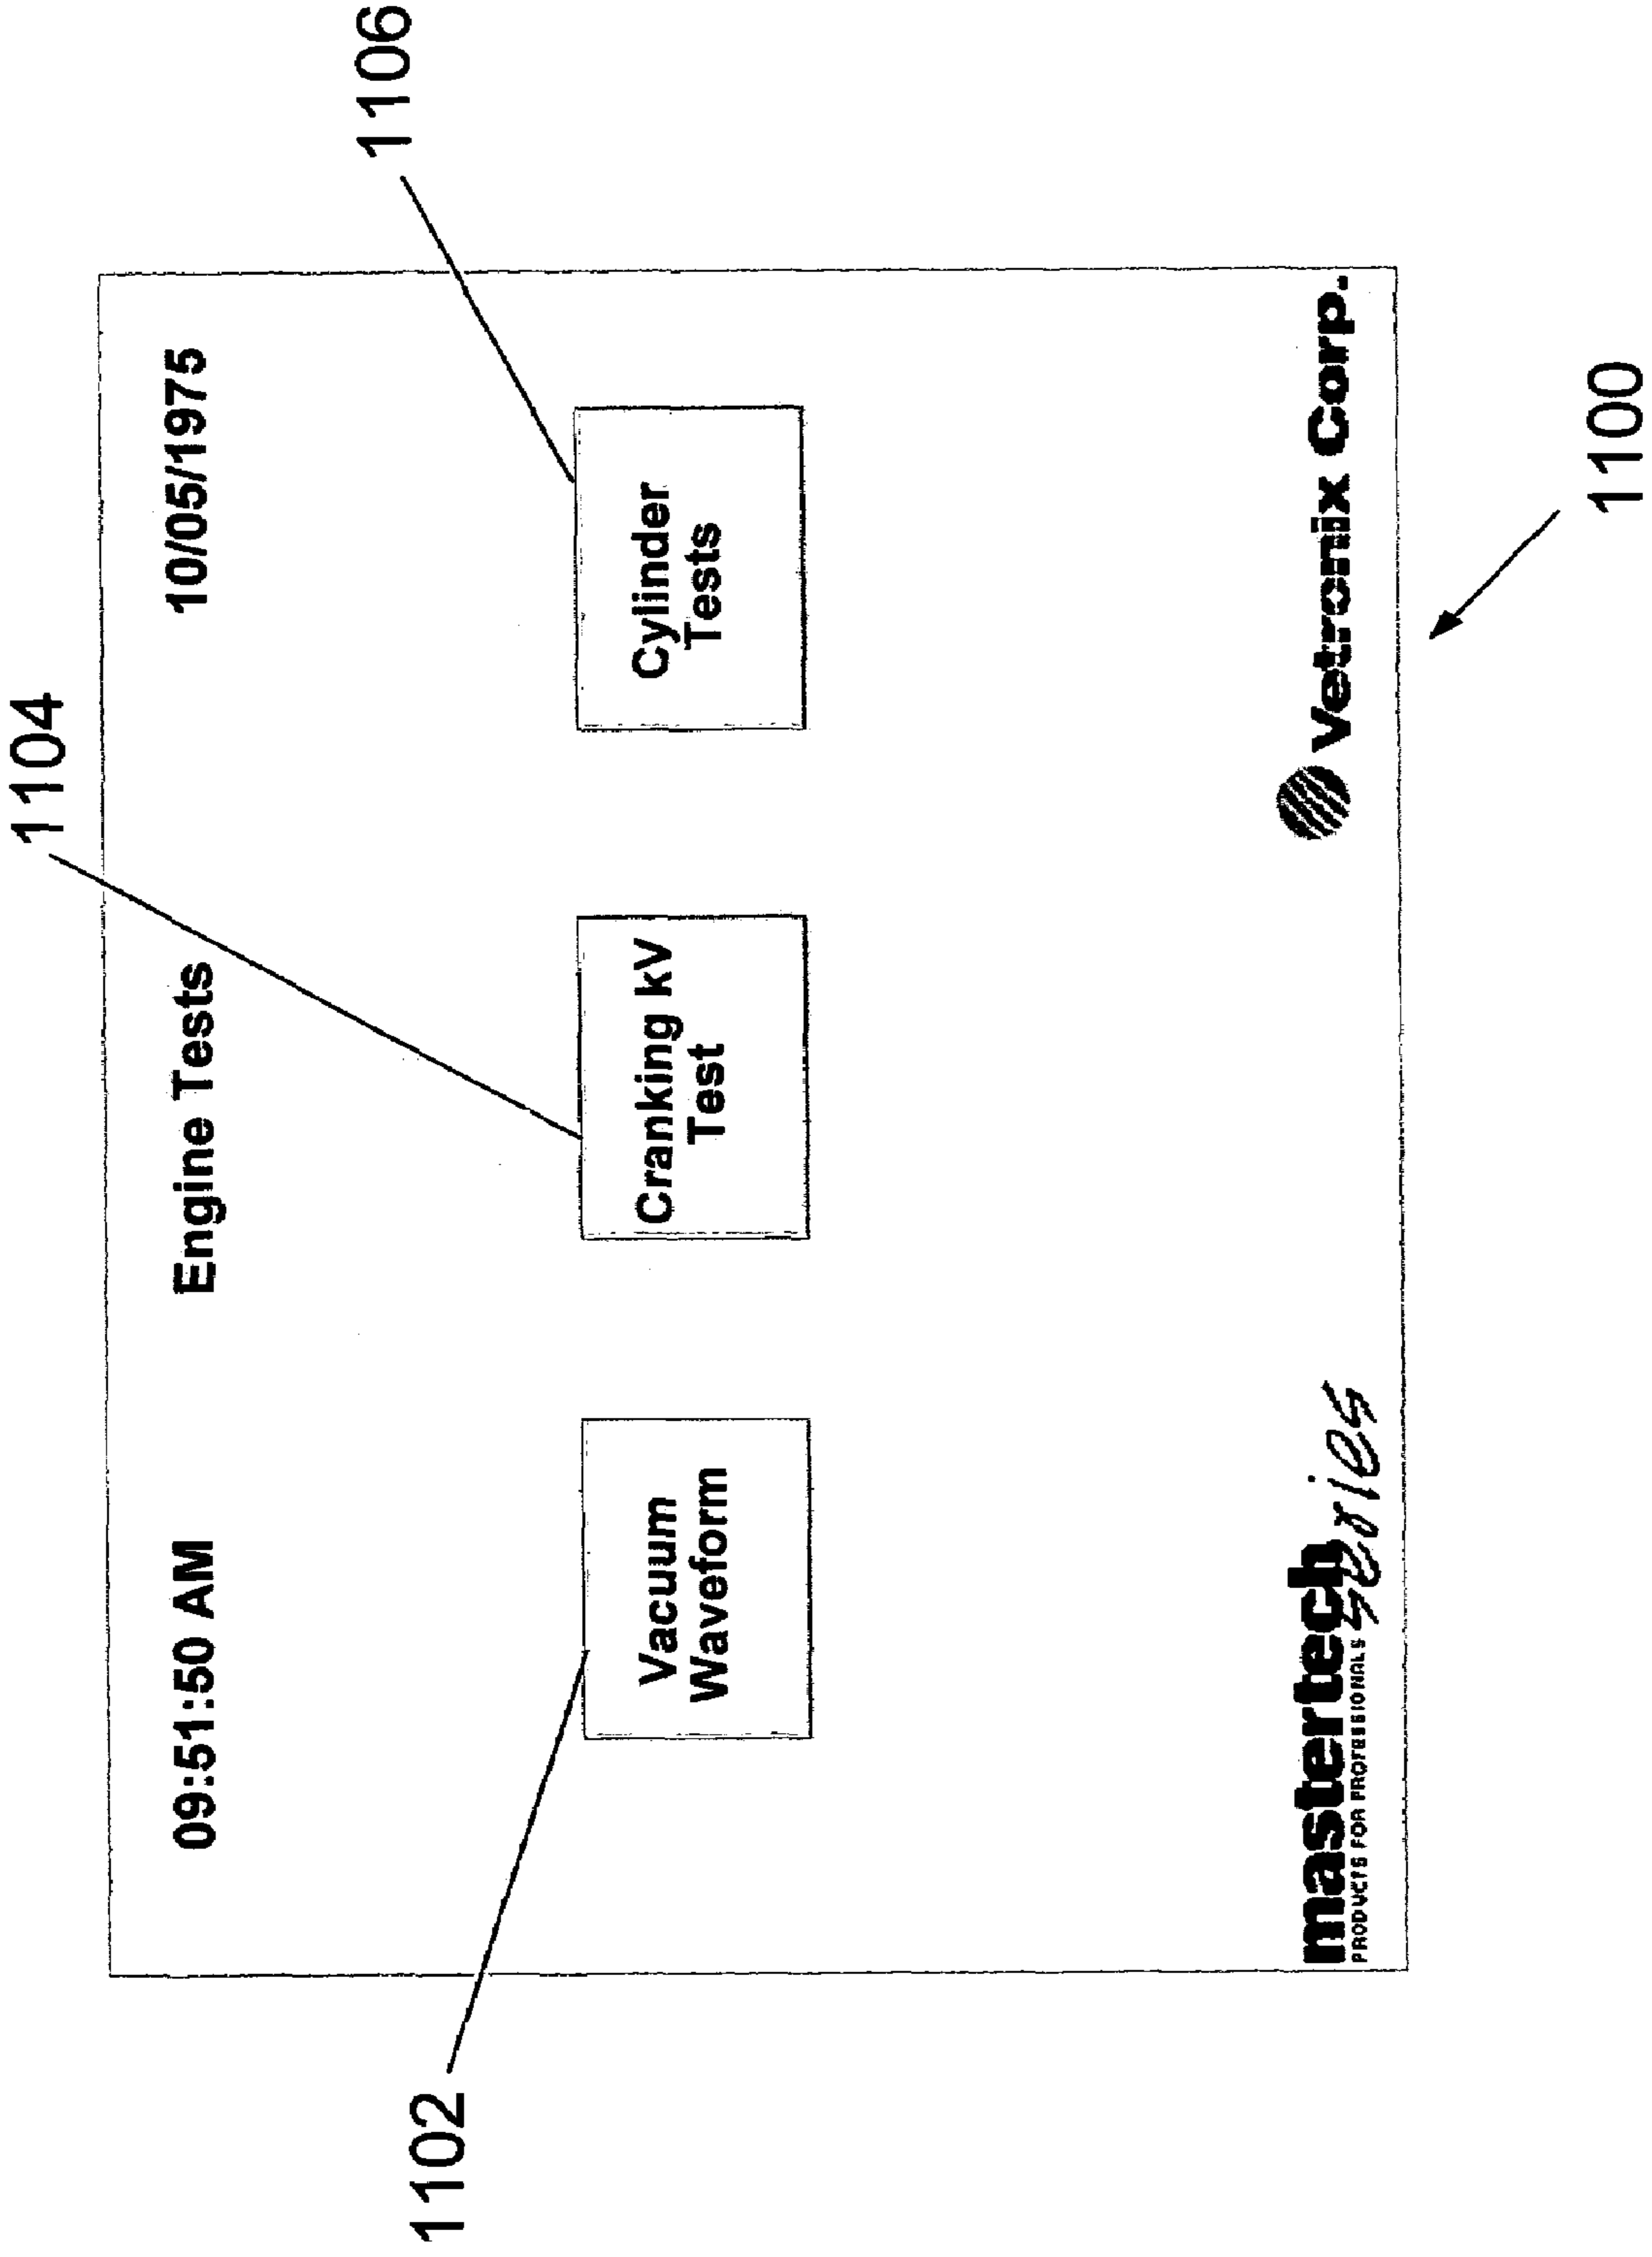 1104
1106
09:51:50 AM Engine Tests 10/05/1975
1102
Vacuum
Waveform
Cranking kV
Test
Cylinder
Tests
mastertech series
PRODUCTS FOR PROFESSIONALS
Vetronix Corp.
1100